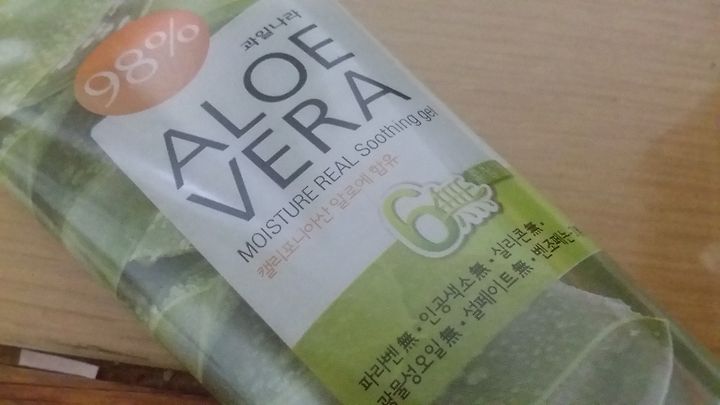 98%
과일나라
ALOE
VERA
MOISTURE REAL Soothing gel
캘리포니아산 알로에 함유
6無
파라벤無·인공색소無·실리콘無·
광물성오일無·설페이트無·벤조페논